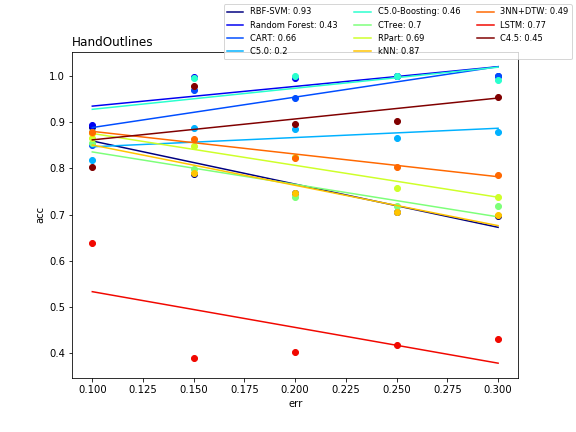 RBF-SVM: 0.93 C5.0-Boosting: 0.46 3NN+DTW: 0.49
Random Forest: 0.43 CTree: 0.7 LSTM: 0.77
CART: 0.66 RPart: 0.69 C4.5: 0.45
C5.0: 0.2 kNN: 0.87
HandOutlines
1.0
0.9
0.8
0.7
0.6
0.5
0.4
acc
0.100 0.125 0.150 0.175 0.200 0.225 0.250 0.275 0.300
err